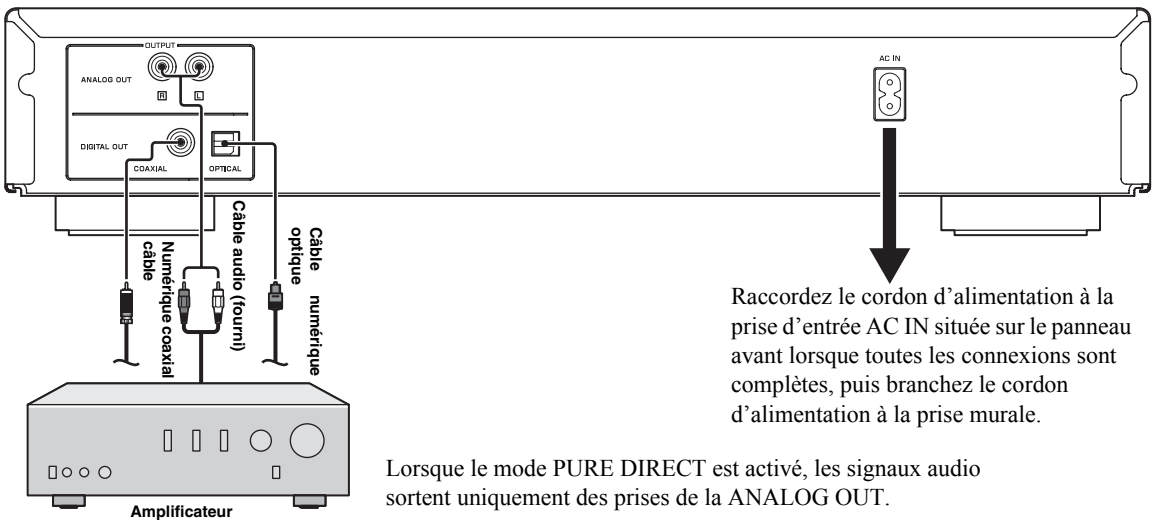 OUTPUT
ANALOG OUT
R
L
DIGITAL OUT
COAXIAL
OPTICAL
AC IN
Numérique coaxial
câble
Câble audio (fourni)
Câble numérique
optique
Amplificateur
Raccordez le cordon d’alimentation à la
prise d’entrée AC IN située sur le panneau
avant lorsque toutes les connexions sont
complètes, puis branchez le cordon
d’alimentation à la prise murale.
Lorsque le mode PURE DIRECT est activé, les signaux audio
sortent uniquement des prises de la ANALOG OUT.